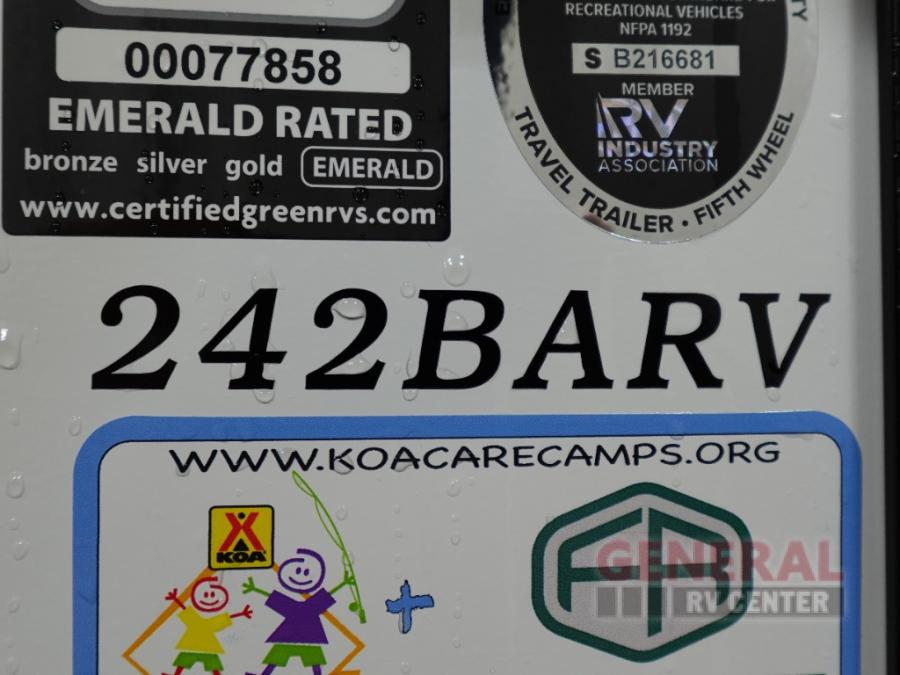 00077858
EMERALD RATED
bronze silver gold EMERALD
www.certifiedgreenrvs.com
RECREATIONAL VEHICLES
NFPA 1192
S B216681
MEMBER
RV
INDUSTRY
ASSOCIATION
TRAVEL TRAILER • FIFTH WHEEL
242BARV
WWW.KOACARECAMPS.ORG
KOA
+
FR
GENERAL
RV CENTER